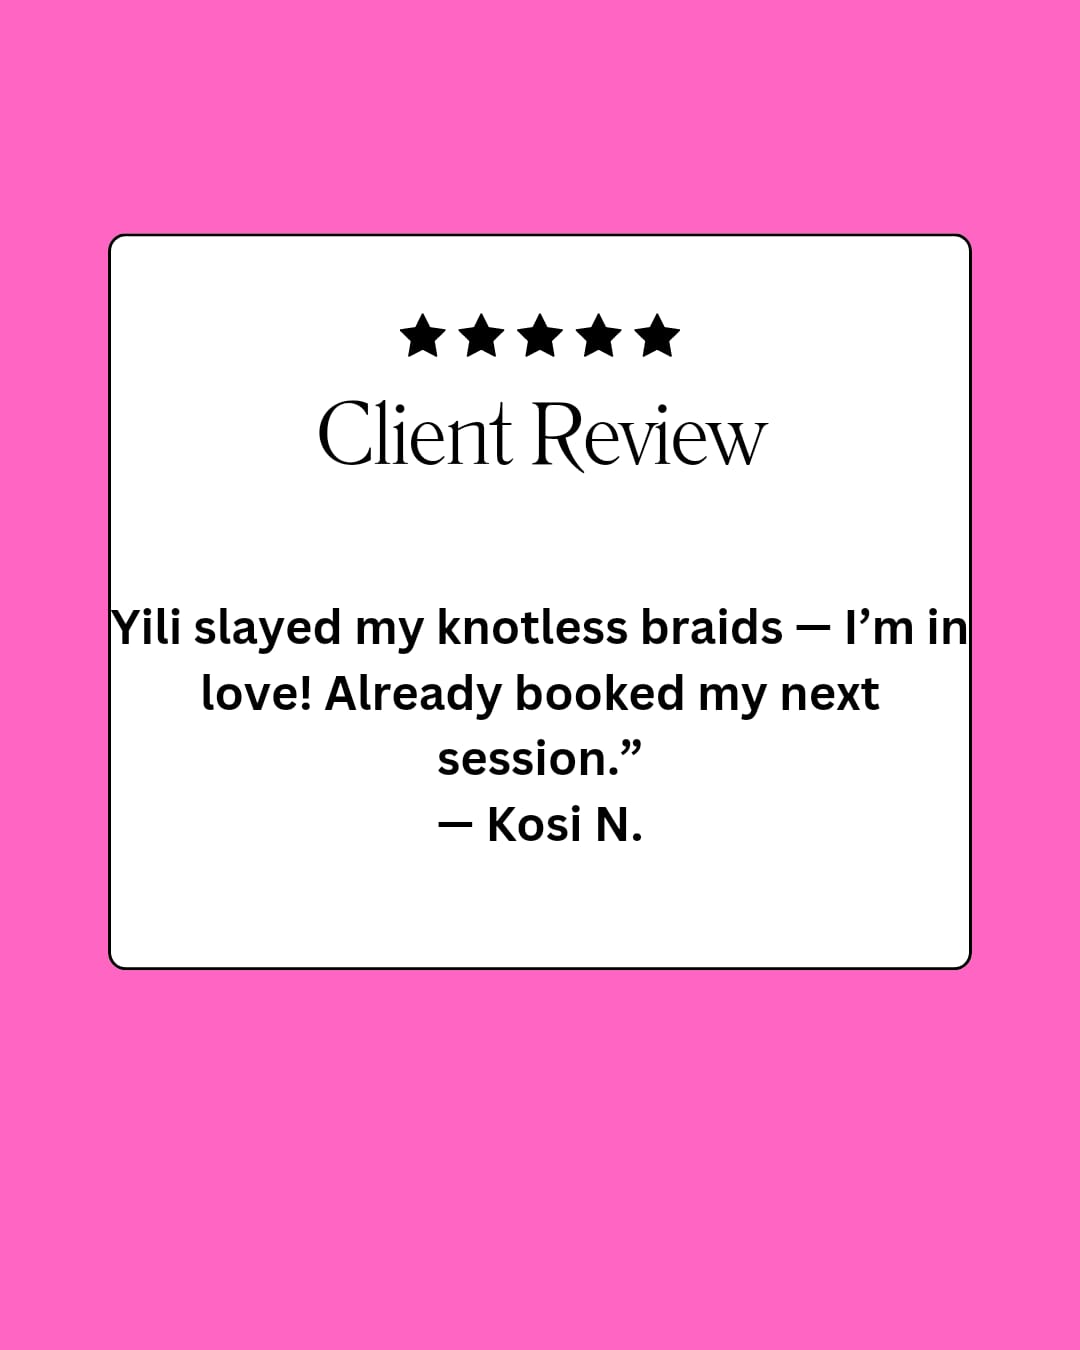 Client Review
Yili slayed my knotless braids — I’m in
love! Already booked my next
session.”
— Kosi N.